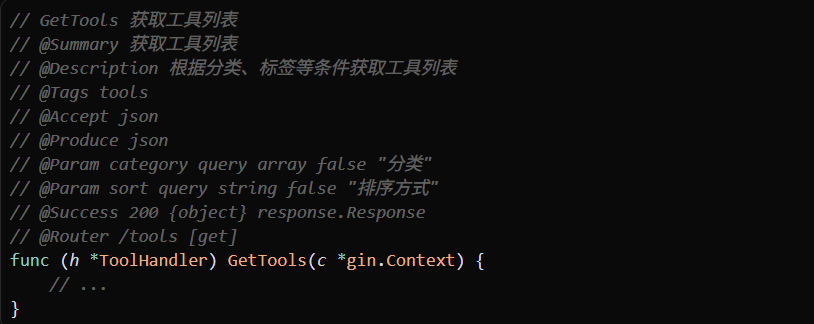 // GetTools 获取工具列表
// @Summary 获取工具列表
// @Description 根据分类、标签等条件获取工具列表
// @Tags tools
// @Accept json
// @Produce json
// @Param category query array false "分类"
// @Param sort query string false "排序方式"
// @Success 200 {object} response.Response
// @Router /tools [get]
func (h *ToolHandler) GetTools(c *gin.Context) {
    // ...
}